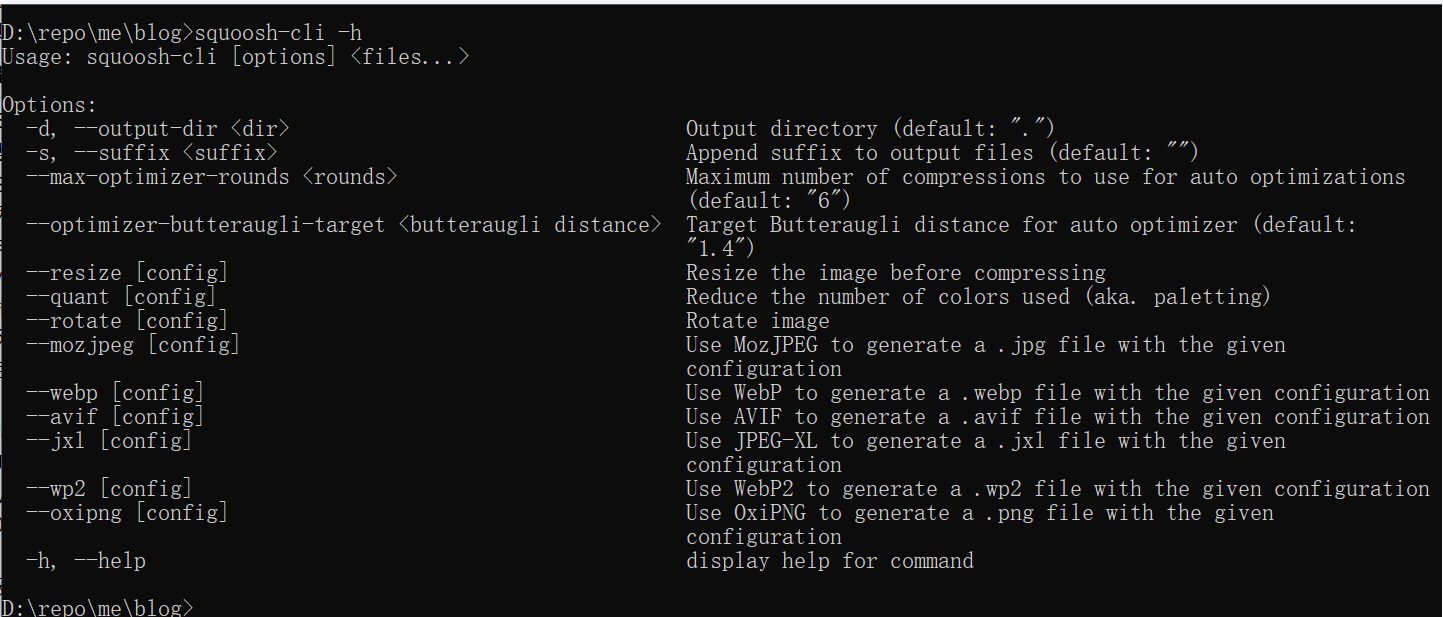 D:\repo\me\blog>squoosh-cli -h
Usage: squoosh-cli [options] <files...>
Options:
-d, --output-dir <dir> Output directory (default: ".")
-s, --suffix <suffix> Append suffix to output files (default: "")
--max-optimizer-rounds <rounds> Maximum number of compressions to use for auto optimizations
(default: "6")
--optimizer-butteraugli-target <butteraugli distance> Target Butteraugli distance for auto optimizer (default:
"1.4")
--resize [config] Resize the image before compressing
--quant [config] Reduce the number of colors used (aka. paletting)
--rotate [config] Rotate image
--mozjpeg [config] Use MozJPEG to generate a .jpg file with the given
configuration
--webp [config] Use WebP to generate a .webp file with the given configuration
--avif [config] Use AVIF to generate a .avif file with the given configuration
--jxl [config] Use JPEG-XL to generate a .jxl file with the given
configuration
--wp2 [config] Use WebP2 to generate a .wp2 file with the given configuration
--oxipng [config] Use OxiPNG to generate a .png file with the given
configuration
-h, --help display help for command
D:\repo\me\blog>